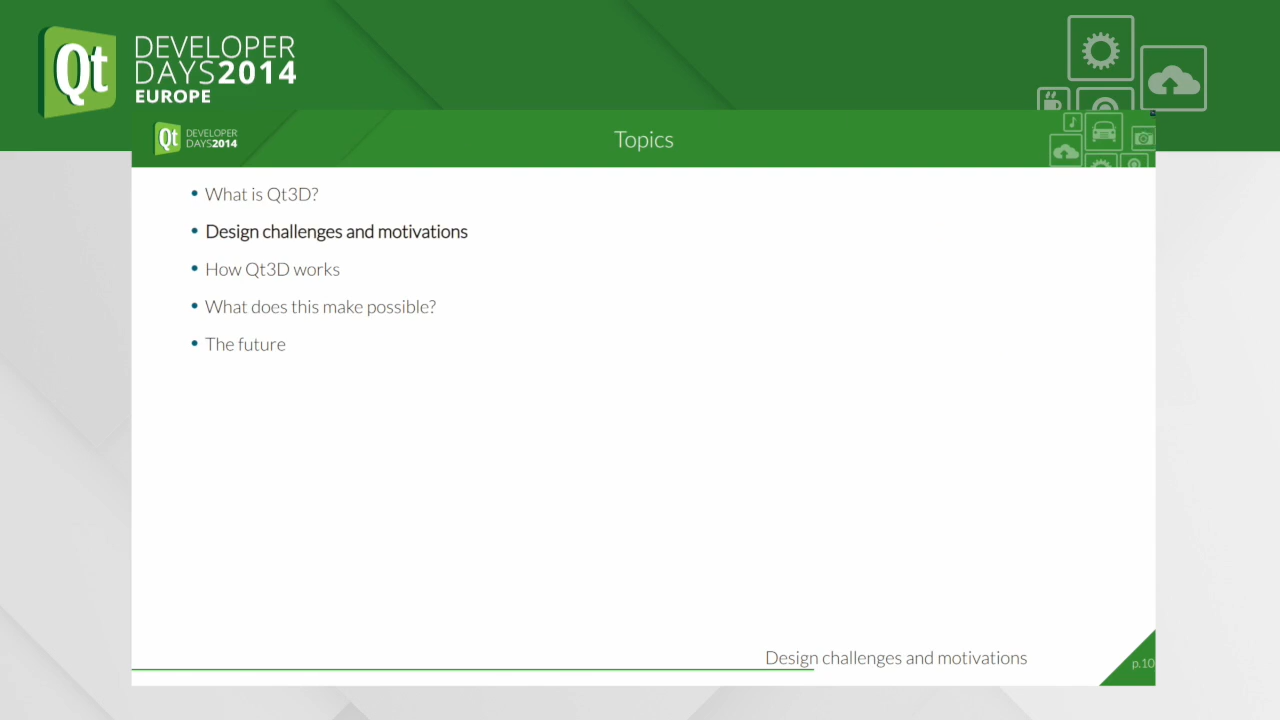 Qt
DEVELOPER
DAYS2014
EUROPE
Qt
DEVELOPER
DAYS2014
Topics
• What is Qt3D?
• Design challenges and motivations
• How Qt3D works
• What does this make possible?
• The future
Design challenges and motivations
p.10